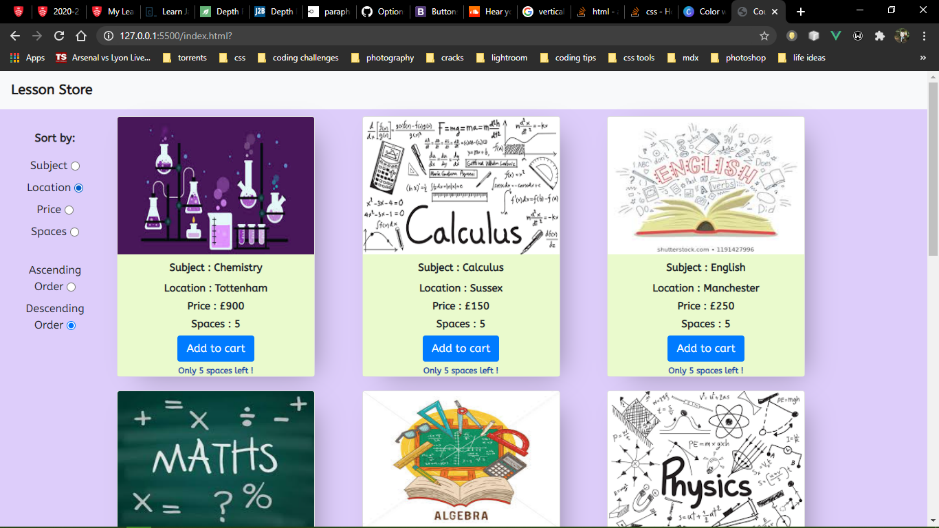 2020-2
My Lea
Learn J
Depth I
Depth
paraph
Option
Button
Hear yo
vertical
html -
css - H
Color w
Cou
127.0.0.1:5500/index.html?
Apps
Arsenal vs Lyon Live...
torrents
css
coding challenges
photography
cracks
lightroom
coding tips
css tools
mdx
photoshop
life ideas
Lesson Store
Sort by:
Subject
Location
Price
Spaces
Ascending
Order
Descending
Order
Calculus
ENGLISH
shutterstock.com • 1191427996
Subject : Chemistry
Location : Tottenham
Price : £900
Spaces : 5
Add to cart
Only 5 spaces left !
Subject : Calculus
Location : Sussex
Price : £150
Spaces : 5
Add to cart
Only 5 spaces left !
Subject : English
Location : Manchester
Price : £250
Spaces : 5
Add to cart
Only 5 spaces left !
MATHS
ALGEBRA
Physics